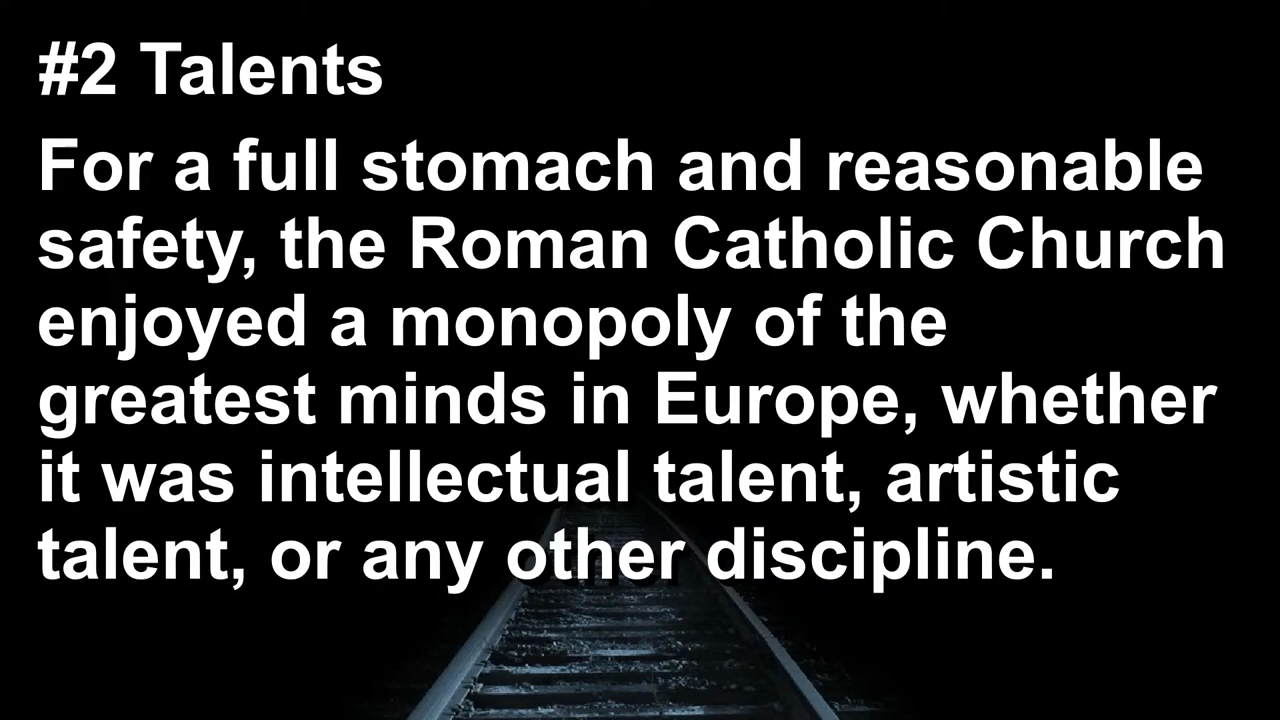 #2 Talents
For a full stomach and reasonable
safety, the Roman Catholic Church
enjoyed a monopoly of the
greatest minds in Europe, whether
it was intellectual talent, artistic
talent, or any other discipline.